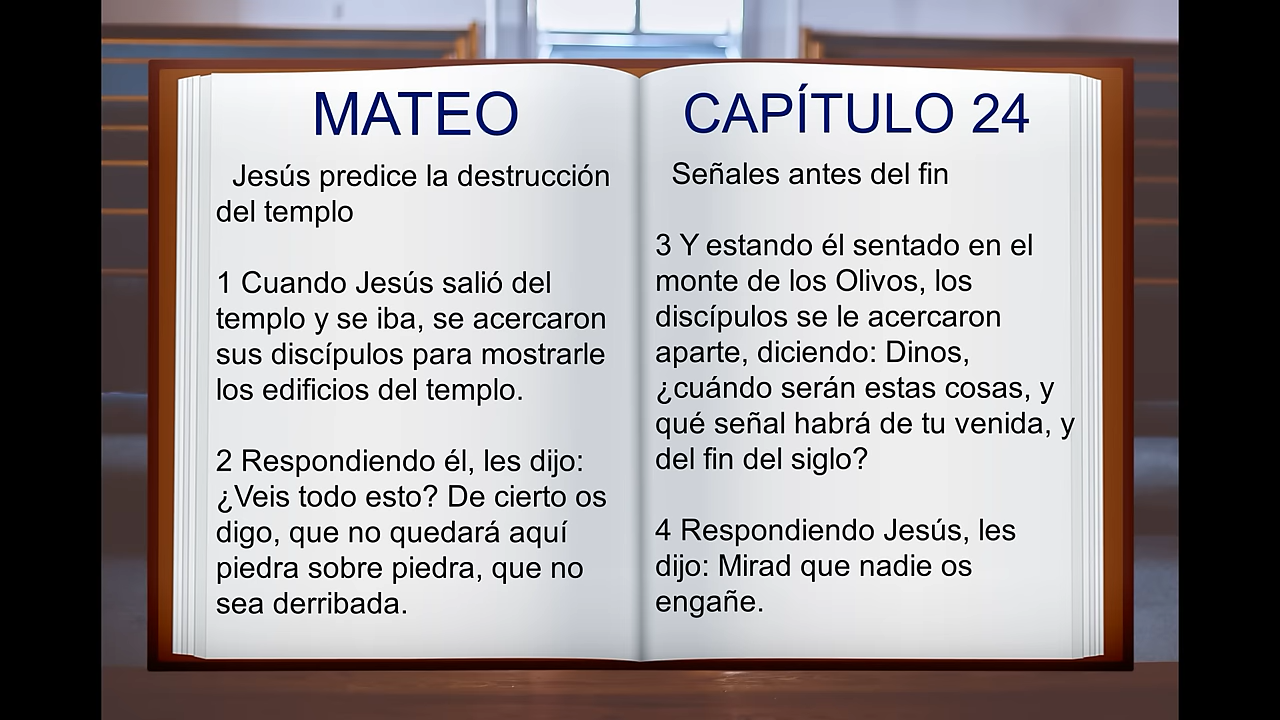 MATEO
Jesús predice la destrucción
del templo
1 Cuando Jesús salió del
templo y se iba, se acercaron
sus discípulos para mostrarle
los edificios del templo.
2 Respondiendo él, les dijo:
¿Veis todo esto? De cierto os
digo, que no quedará aquí
piedra sobre piedra, que no
sea derribada.
CAPÍTULO 24
Señales antes del fin
3 Y estando él sentado en el
monte de los Olivos, los
discípulos se le acercaron
aparte, diciendo: Dinos,
¿cuándo serán estas cosas, y
qué señal habrá de tu venida, y
del fin del siglo?
4 Respondiendo Jesús, les
dijo: Mirad que nadie os
engañe.